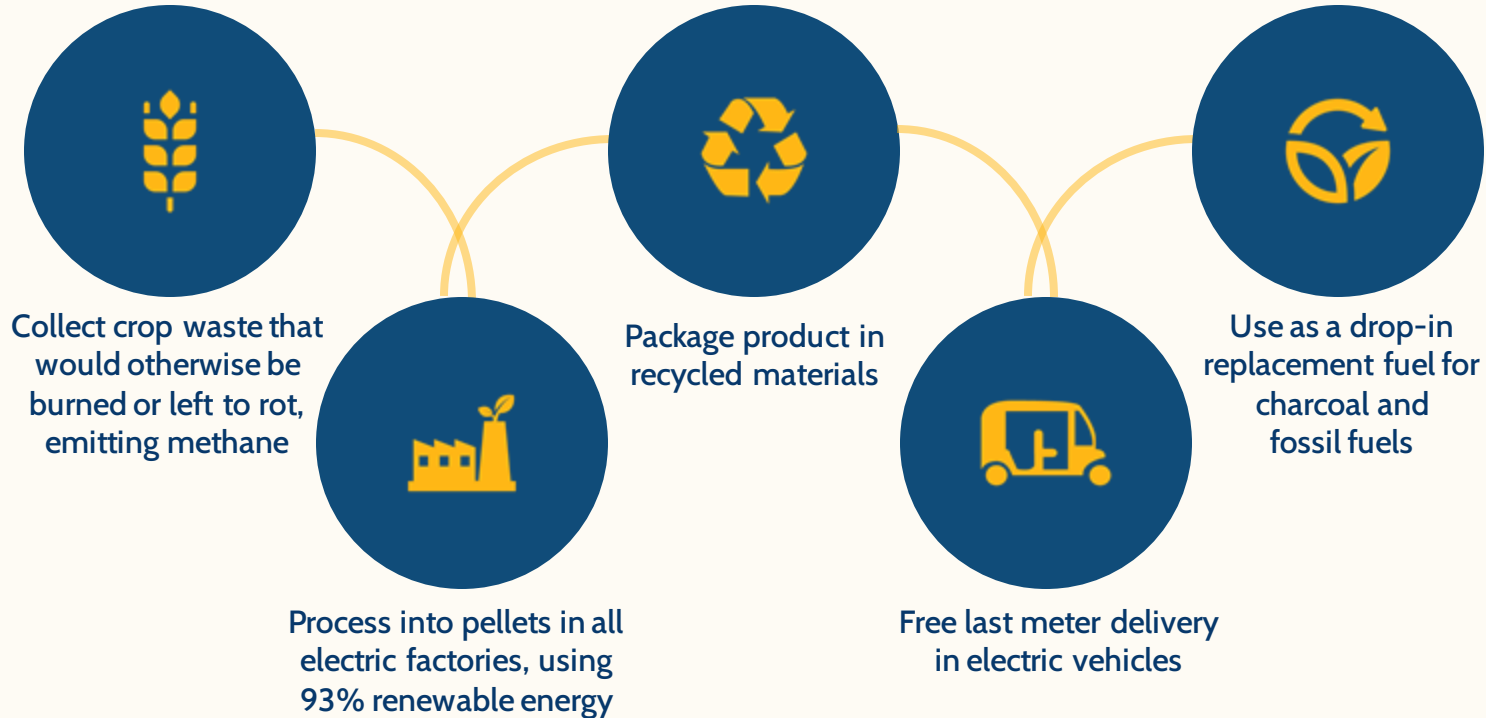 Collect crop waste that
would otherwise be
burned or left to rot,
emitting methane
Process into pellets in all
electric factories, using
93% renewable energy
Package product in
recycled materials
Free last meter delivery
in electric vehicles
Use as a drop-in
replacement fuel for
charcoal and
fossil fuels